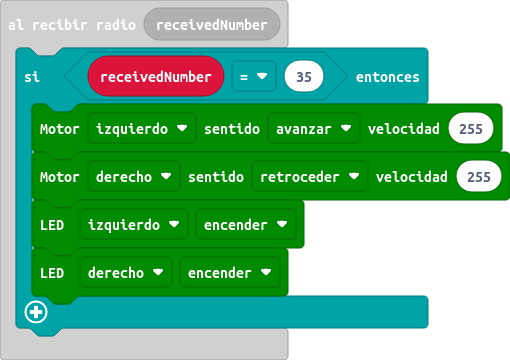 al recibir radio receivedNumber
si receivedNumber = 35 entonces
Motor izquierdo sentido avanzar velocidad 255
Motor derecho sentido retroceder velocidad 255
LED izquierdo encender
LED derecho encender